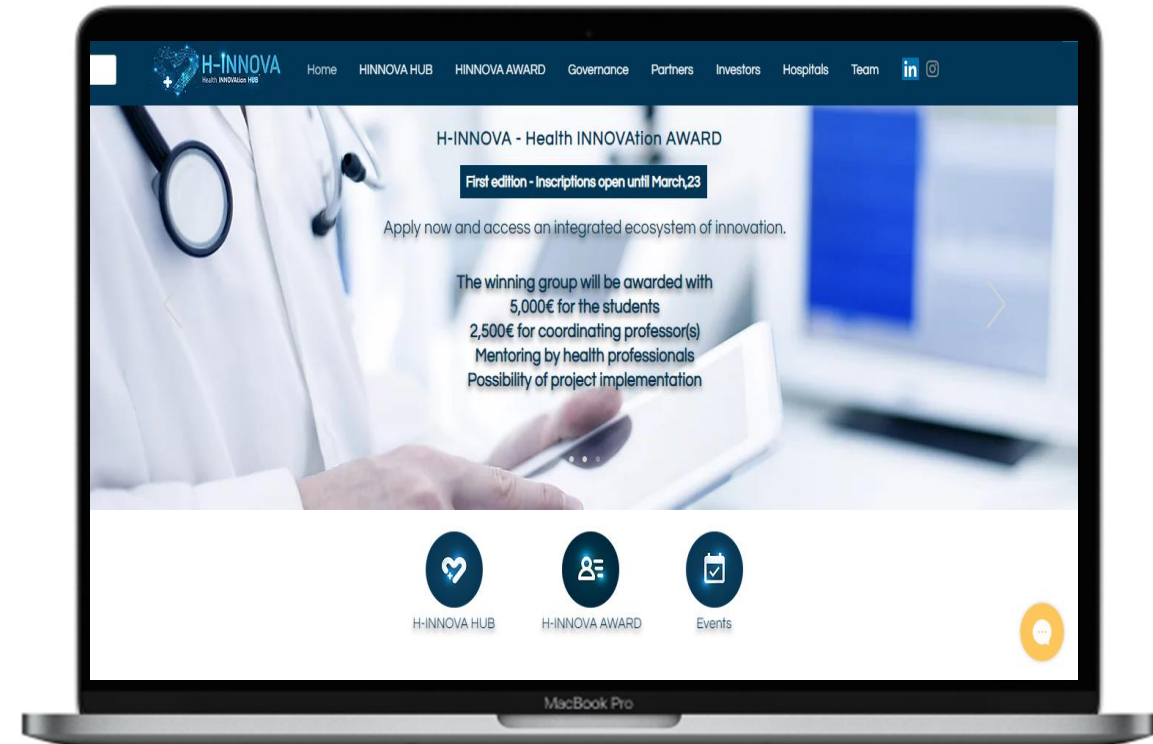 H-INNOVA
Health INNOVAtion HUB
Home HINNOVA HUB HINNOVA AWARD Governance Partners Investors Hospitals Team in
H-INNOVA - Health INNOVAtion AWARD
First edition - Inscriptions open until March,23
Apply now and access an integrated ecosystem of innovation.
The winning group will be awarded with
5,000€ for the students
2,500€ for coordinating professor(s)
Mentoring by health professionals
Possibility of project implementation
H-INNOVA HUB H-INNOVA AWARD Events
MacBook Pro